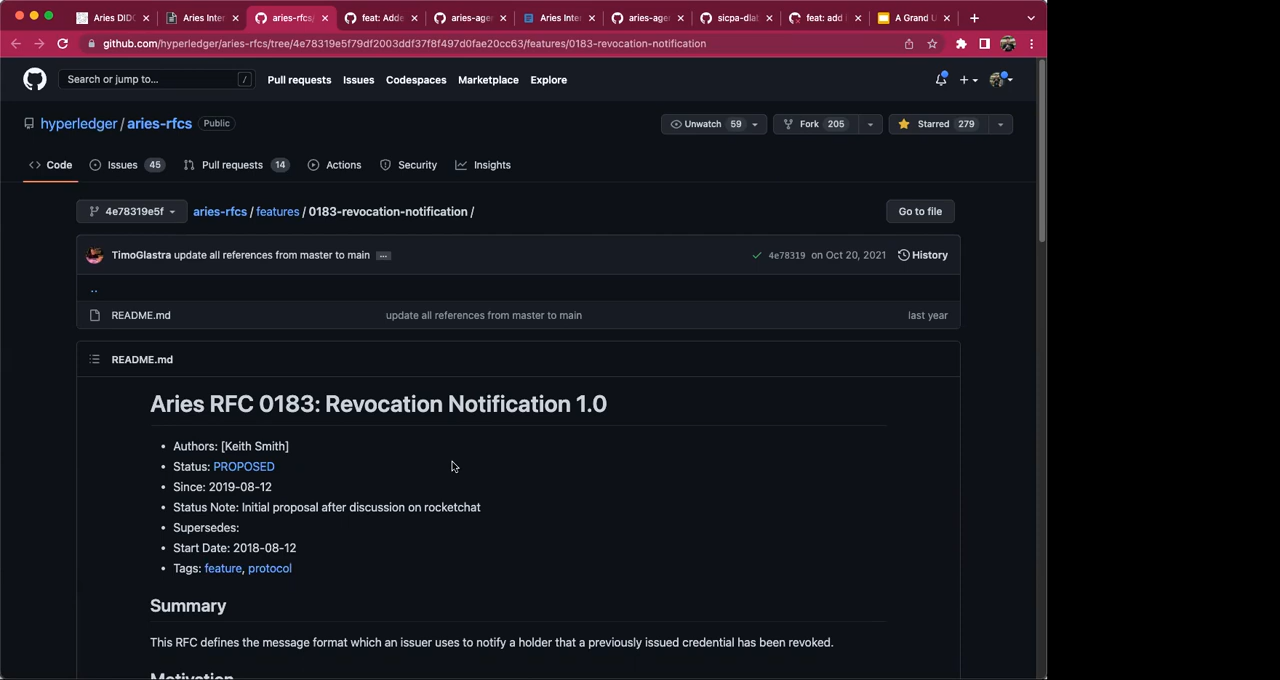 Aries DIDC
Aries Inter
aries-rfcs/
feat: Adde
aries-age
Aries Inte
aries-age
sicpa-dla
feat: add
A Grand U
github.com/hyperledger/aries-rfcs/tree/4e78319e5f79df2003ddf37f8f497d0fae20cc63/features/0183-revocation-notification
Search or jump to... /
Pull requests Issues Codespaces Marketplace Explore
hyperledger / aries-rfcs Public
Unwatch 59 Fork 205 Starred 279
Code Issues 45 Pull requests 14 Actions Security Insights
4e78319e5f aries-rfcs / features / 0183-revocation-notification / Go to file
TimoGlastra update all references from master to main ... 4e78319 on Oct 20, 2021 History
..
README.md update all references from master to main last year
README.md
Aries RFC 0183: Revocation Notification 1.0
• Authors: [Keith Smith]
• Status: PROPOSED
• Since: 2019-08-12
• Status Note: Initial proposal after discussion on rocketchat
• Supersedes:
• Start Date: 2018-08-12
• Tags: feature, protocol
Summary
This RFC defines the message format which an issuer uses to notify a holder that a previously issued credential has been revoked.
Motivation